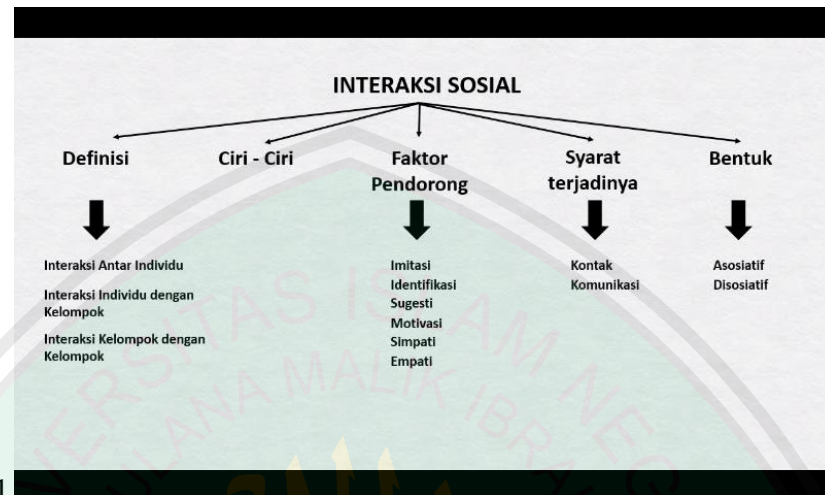 INTERAKSI SOSIAL
Definisi
Ciri - Ciri
Faktor
Pendorong
Syarat
terjadinya
Bentuk
Interaksi Antar Individu
Interaksi Individu dengan
Kelompok
Interaksi Kelompok dengan
Kelompok
Imitasi
Identifikasi
Sugesti
Motivasi
Simpati
Empati
Kontak
Komunikasi
Asosiatif
Disosiatif